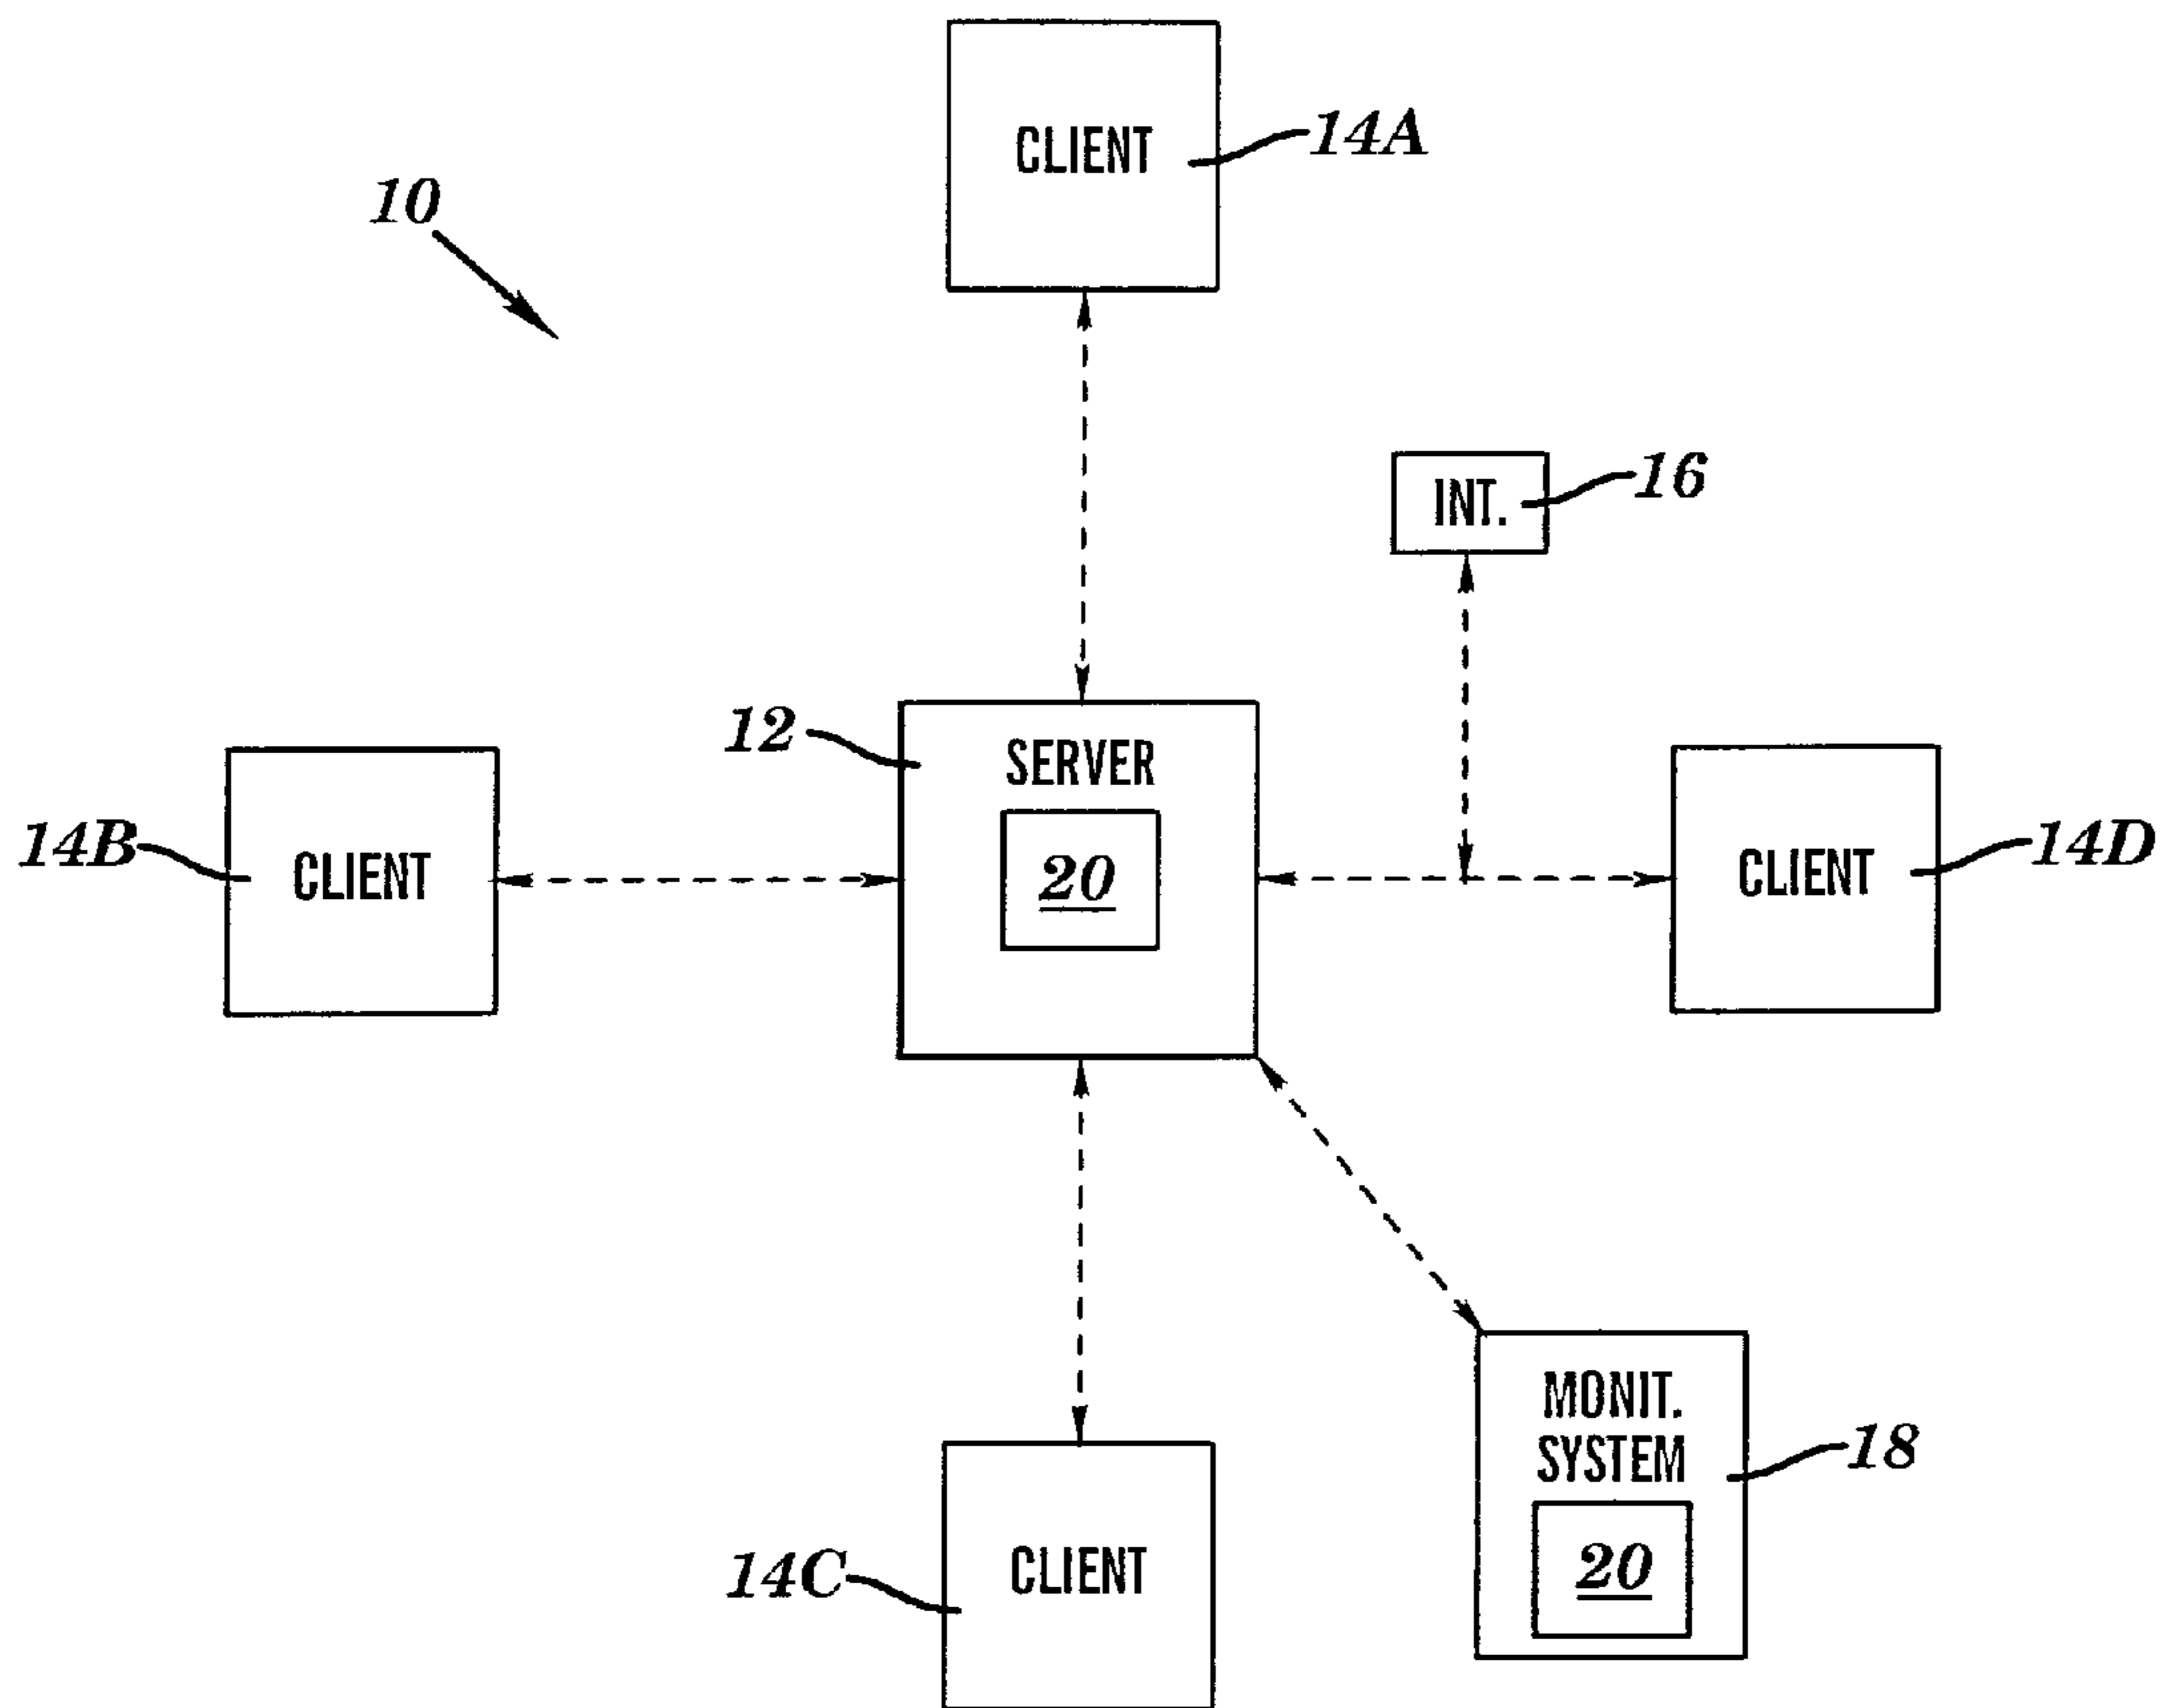 CLIENT
14A
10
INT.
16
12
SERVER
20
14B
CLIENT
CLIENT
14D
MONIT.
SYSTEM
18
20
14C
CLIENT